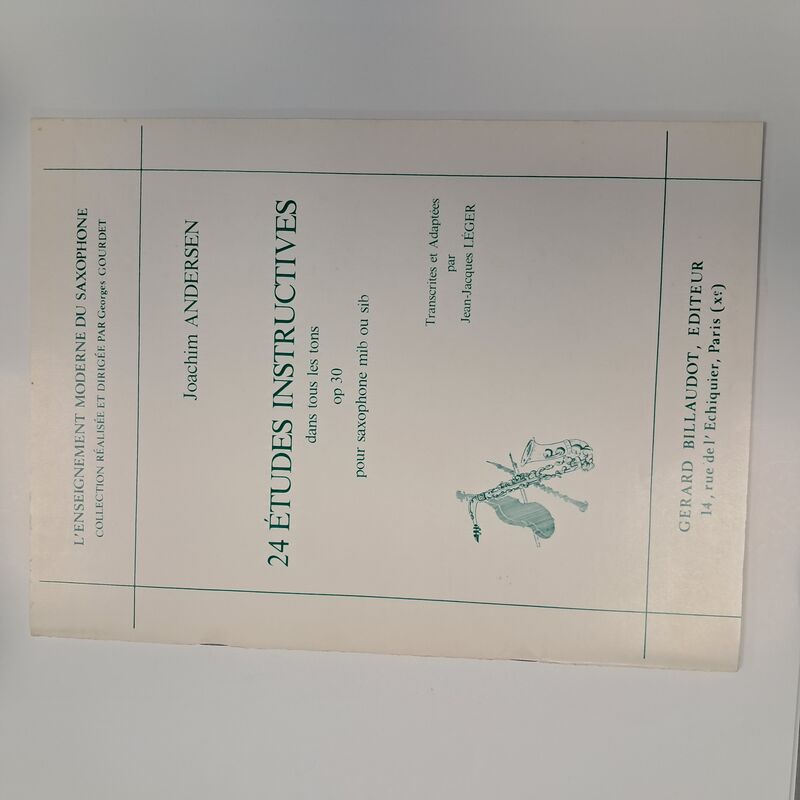 L'ENSEIGNEMENT MODERNE DU SAXOPHONE
COLLECTION RÉALISÉE ET DIRIGÉE PAR Georges GOURDET
Joachim ANDERSEN
24 ÉTUDES INSTRUCTIVES
dans tous les tons
op 30
pour saxophone mib ou sib
Transcrites et Adaptées
par
Jean-Jacques LÉGER
GERARD BILLAUDOT, EDITEUR
14, rue de l'Echiquier, Paris (xe)